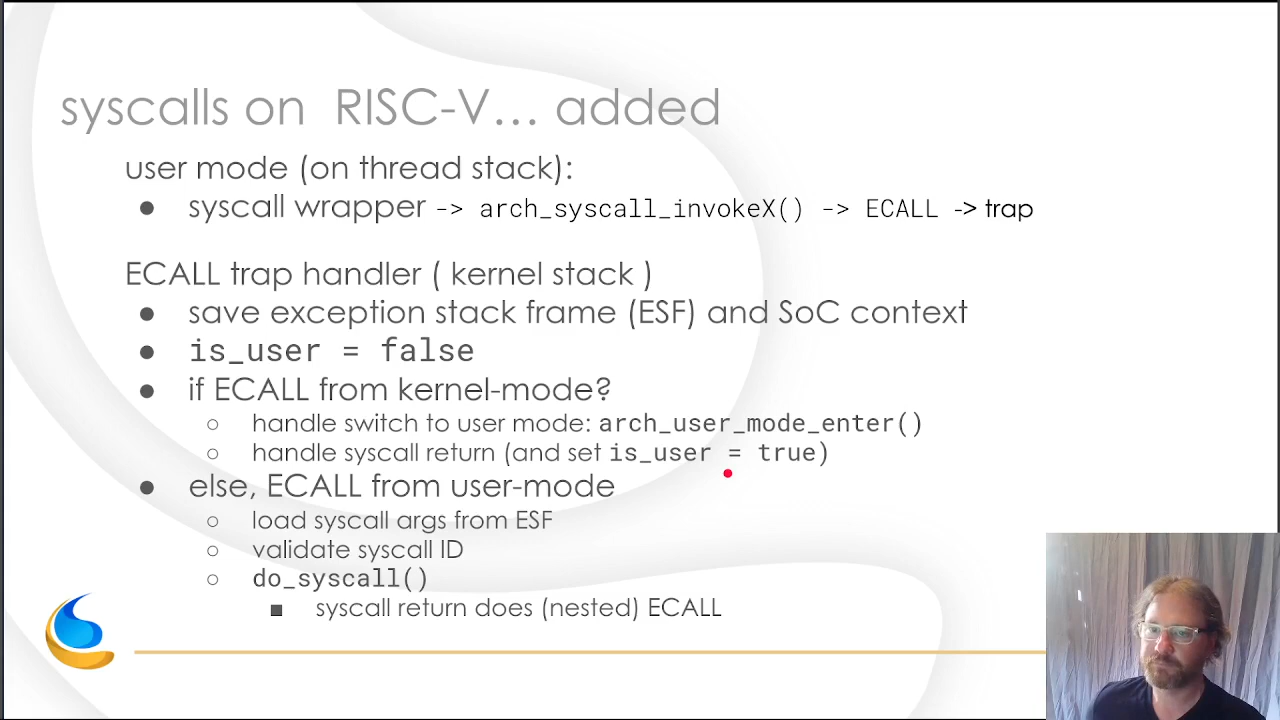 syscalls on RISC-V... added
user mode (on thread stack):
● syscall wrapper -> arch_syscall_invokeX() -> ECALL -> trap
ECALL trap handler ( kernel stack )
● save exception stack frame (ESF) and SoC context
● is_user = false
● if ECALL from kernel-mode?
○ handle switch to user mode: arch_user_mode_enter()
○ handle syscall return (and set is_user = true)
● else, ECALL from user-mode
○ load syscall args from ESF
○ validate syscall ID
○ do_syscall()
■ syscall return does (nested) ECALL